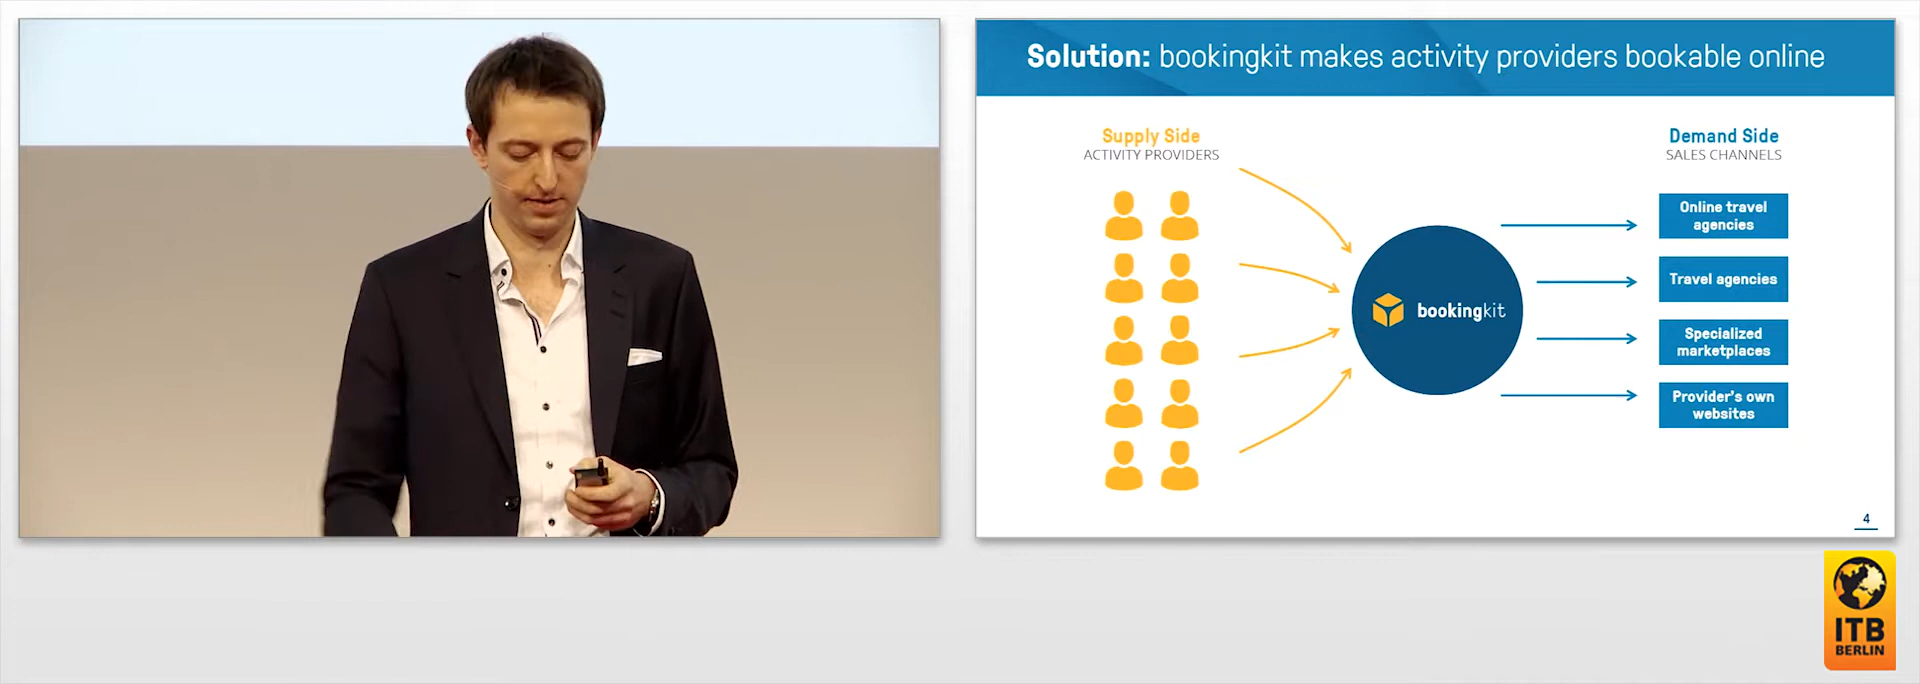 Solution: bookingkit makes activity providers bookable online
Supply Side
ACTIVITY PROVIDERS
Demand Side
SALES CHANNELS
Online travel
agencies
Travel agencies
Specialized
marketplaces
Provider's own
websites
bookingkit
4
ITB
BERLIN